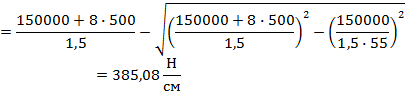 = (150000 + 8 · 500)/1,5 − √(((150000 + 8 · 500)/1,5)² − (150000/(1,5 · 55))²)
= 385,08 Н/см